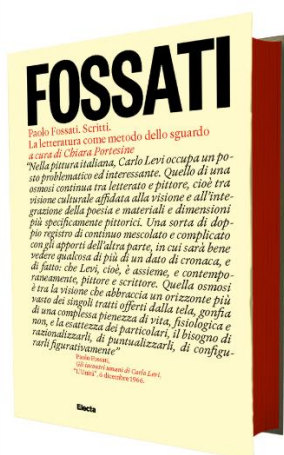 FOSSATI
Paolo Fossati. Scritti.
La letteratura come metodo dello sguardo
a cura di Chiara Portesine
"Nella pittura italiana, Carlo Levi occupa un po-
sto problematico ed interessante. Quello di una
osmosi continua tra letterato e pittore, cioè tra
visione culturale affidata alla visione e all'inte-
grazione della poesia e materiali e dimensioni
più specificamente pittorici. Una sorta di dop-
pio registro di continuo mescolato e complicato
con gli apporti dell'altra parte, in cui sarà bene
vedere qualcosa di più di un dato di cronaca, e
di fatto: che Levi, cioè, è assieme, e contempo-
raneamente, pittore e scrittore. Quella osmosi
è tra la visione che abbraccia un orizzonte più
vasto dei singoli tratti offerti dalla tela, gonfia
di una complessa pienezza di vita, fisiologica e
non, e la esattezza dei particolari, il bisogno di
razionalizzarli, di puntualizzarli, di configu-
rarli figurativamente"
Paolo Fossati,
Gli incontri umani di Carlo Levi.
"L'Unità", 6 dicembre 1966.
Electa